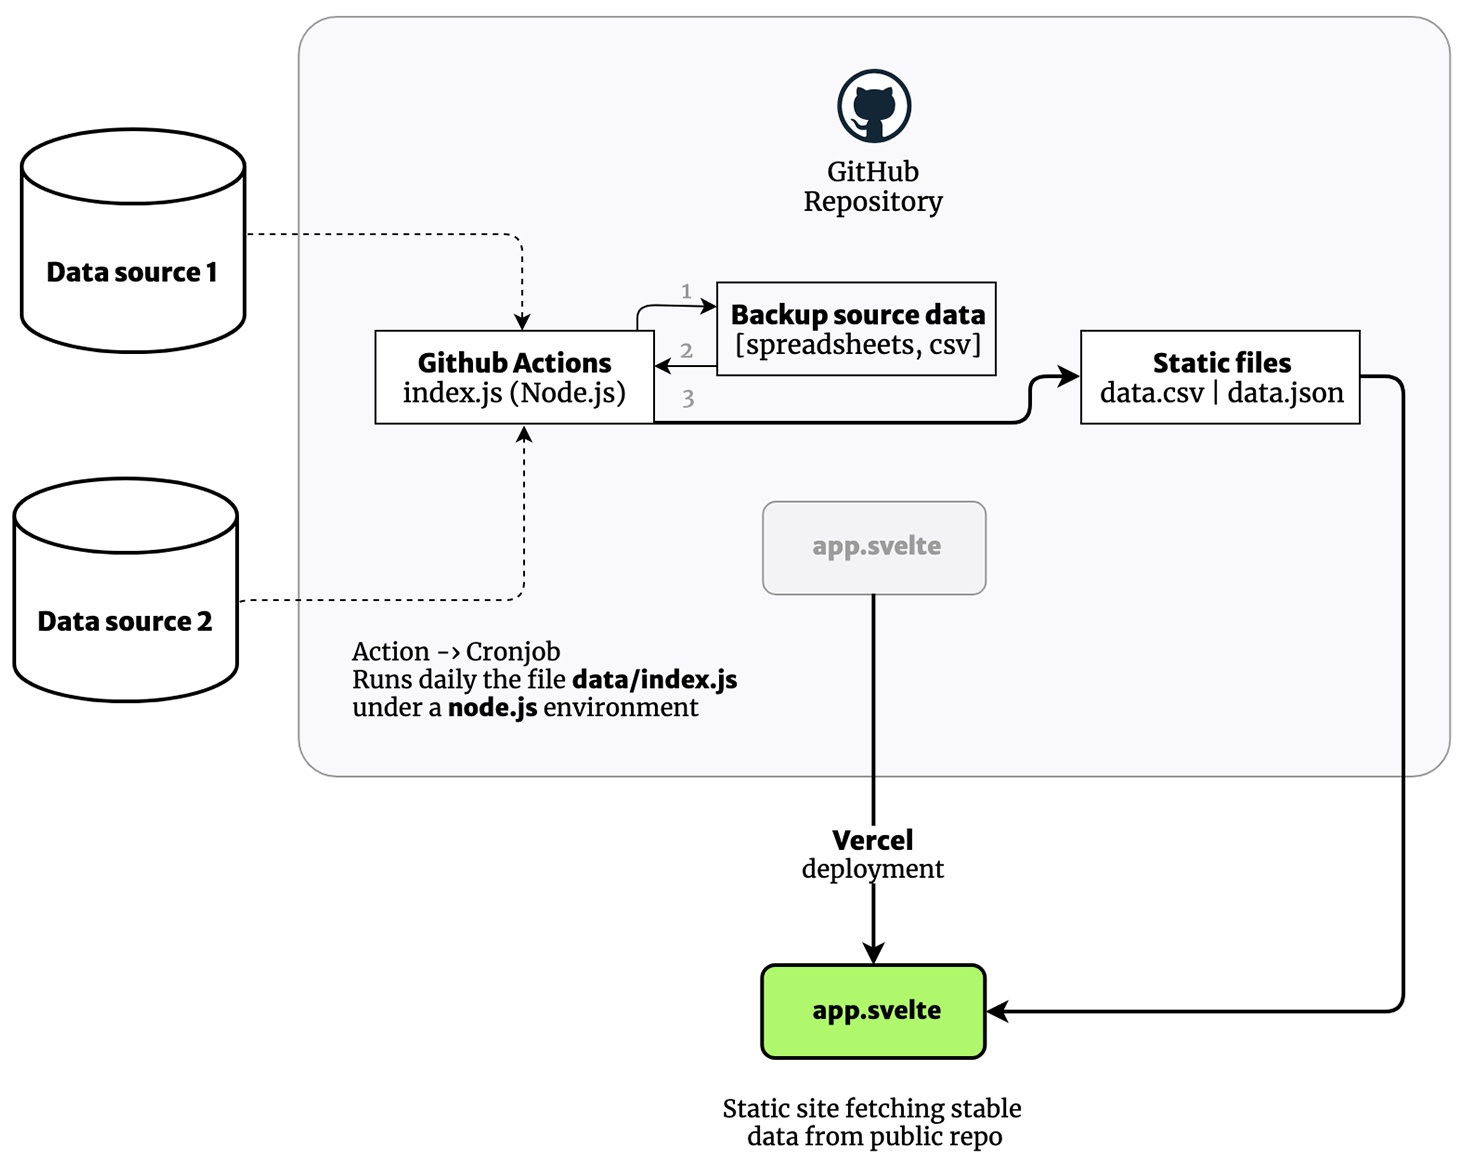 GitHub
Repository
Data source 1
1
Backup source data
[spreadsheets, csv]
2
Github Actions
index.js (Node.js)
3
Static files
data.csv | data.json
app.svelte
Data source 2
Action -> Cronjob
Runs daily the file data/index.js
under a node.js environment
Vercel
deployment
app.svelte
Static site fetching stable
data from public repo